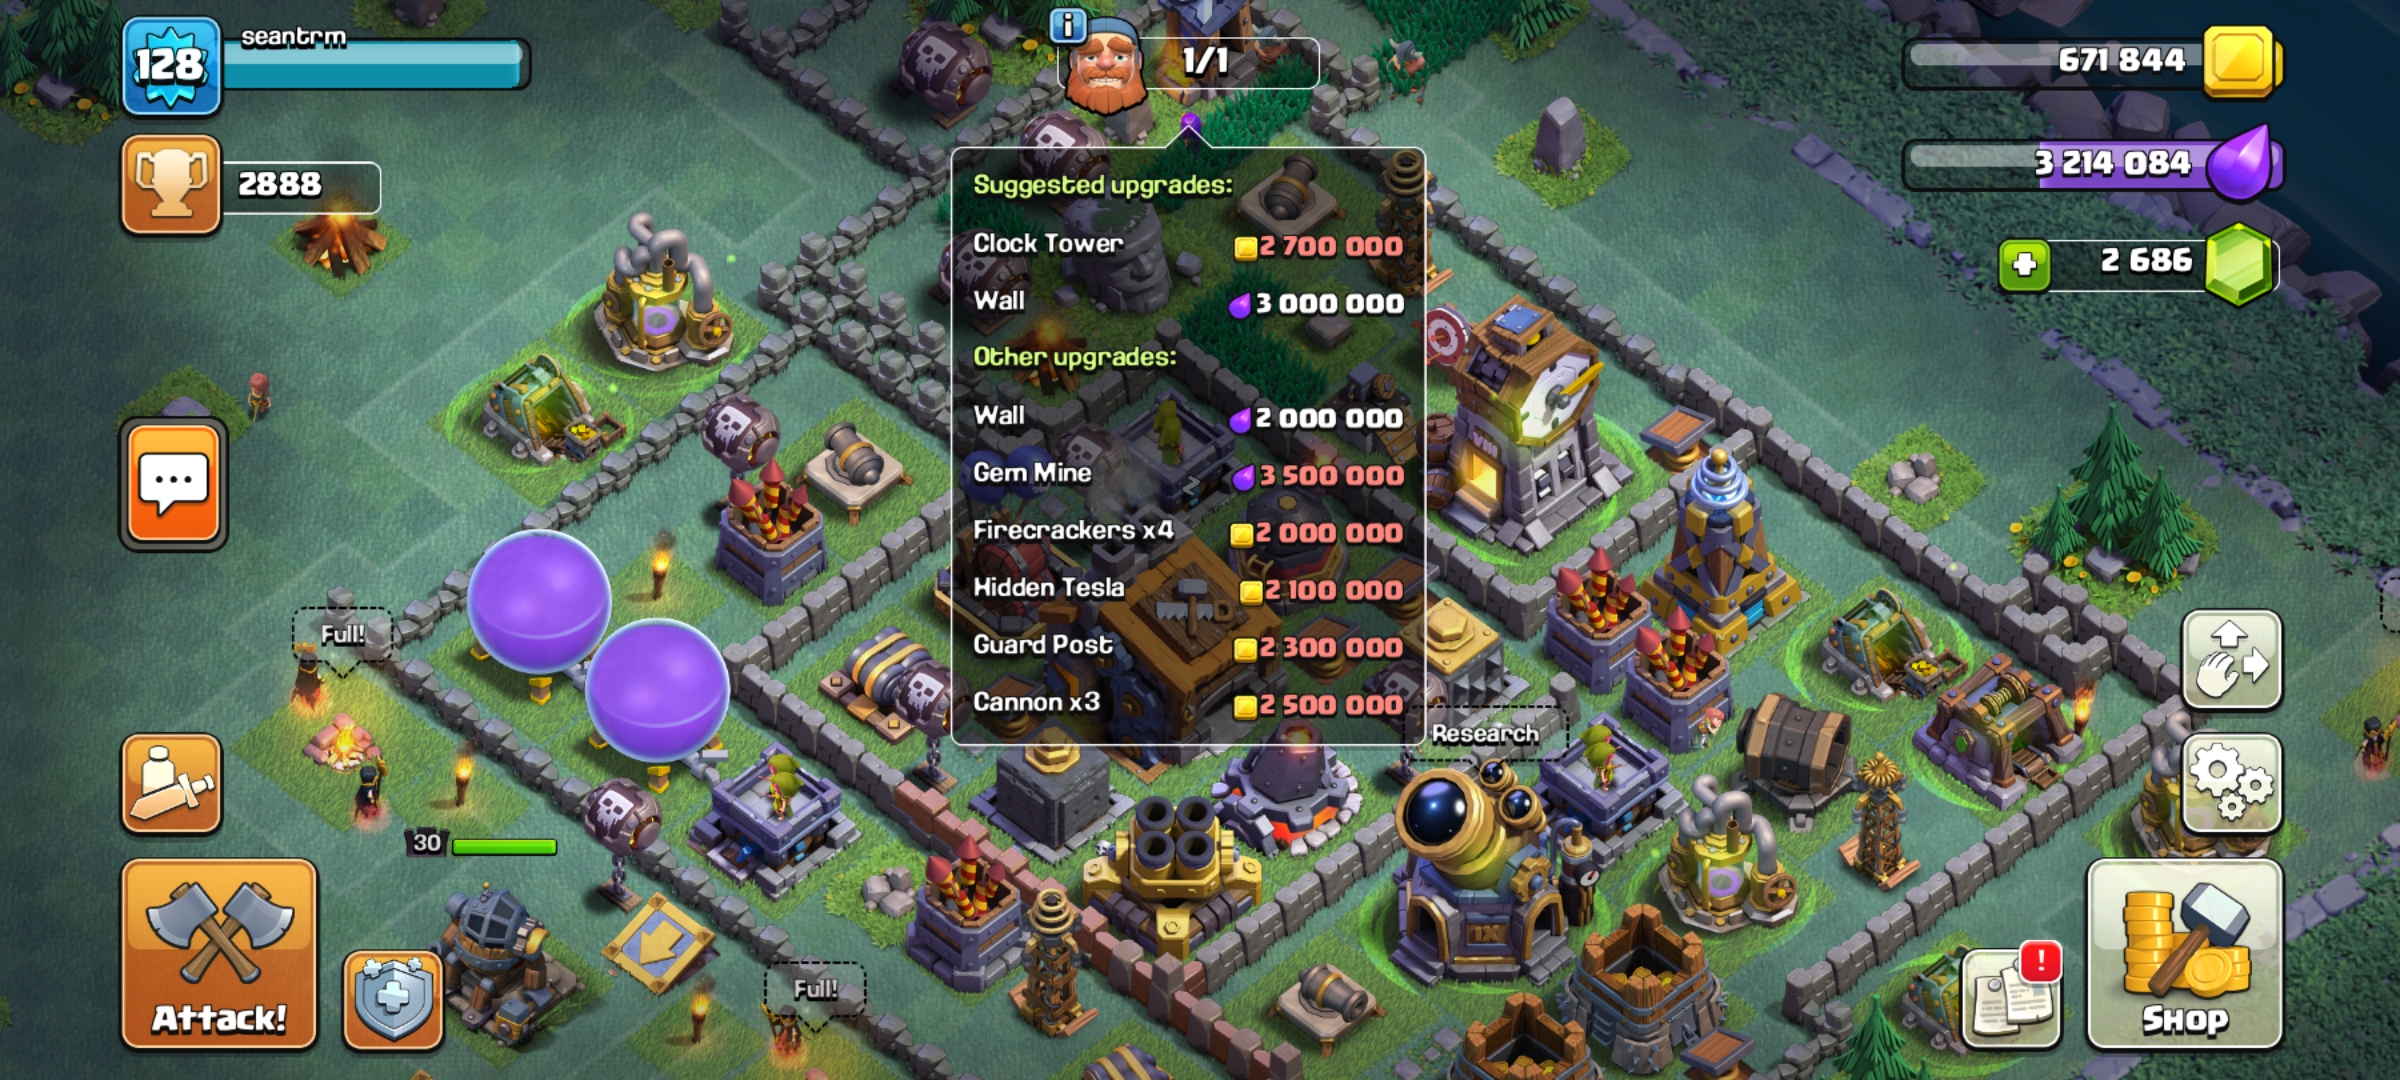 128
seantrm
i
1/1
671 844
2888
3 214 084
2 686
Suggested upgrades:
Clock Tower 2 700 000
Wall 3 000 000
Other upgrades:
Wall 2 000 000
Gem Mine 3 500 000
Firecrackers x4 2 000 000
Hidden Tesla 2 100 000
Guard Post 2 300 000
Cannon x3 2 500 000
Full!
Research
30
VIII
IX
Full!
Attack!
!
Shop